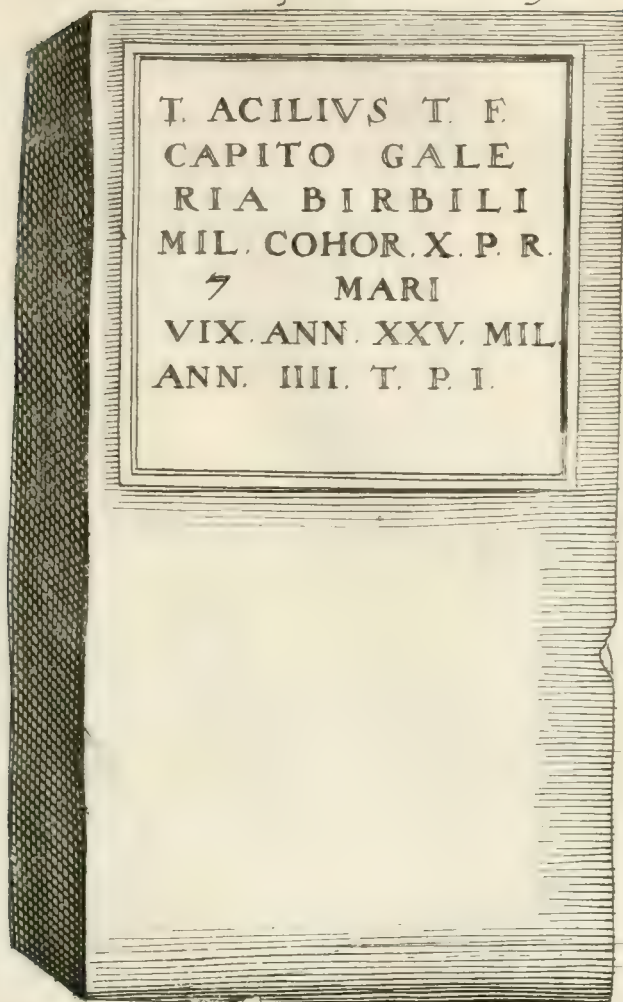 T. ACILIVS T. F.
CAPITO GALE
RIA BIRBILI
MIL. COHOR. X. P. R.
7 MARI
VIX. ANN. XXV. MIL.
ANN. IIII. T. P. I.